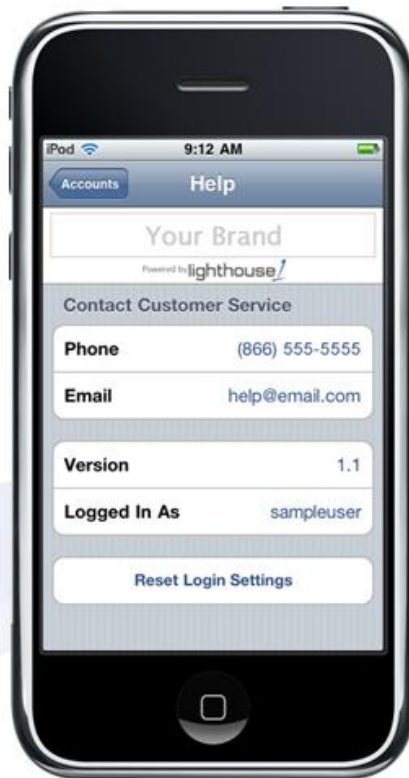 iPod 9:12 AM
Accounts Help
Your Brand
Powered by lighthouse1
Contact Customer Service
Phone (866) 555-5555
Email help@email.com
Version 1.1
Logged In As sampleuser
Reset Login Settings